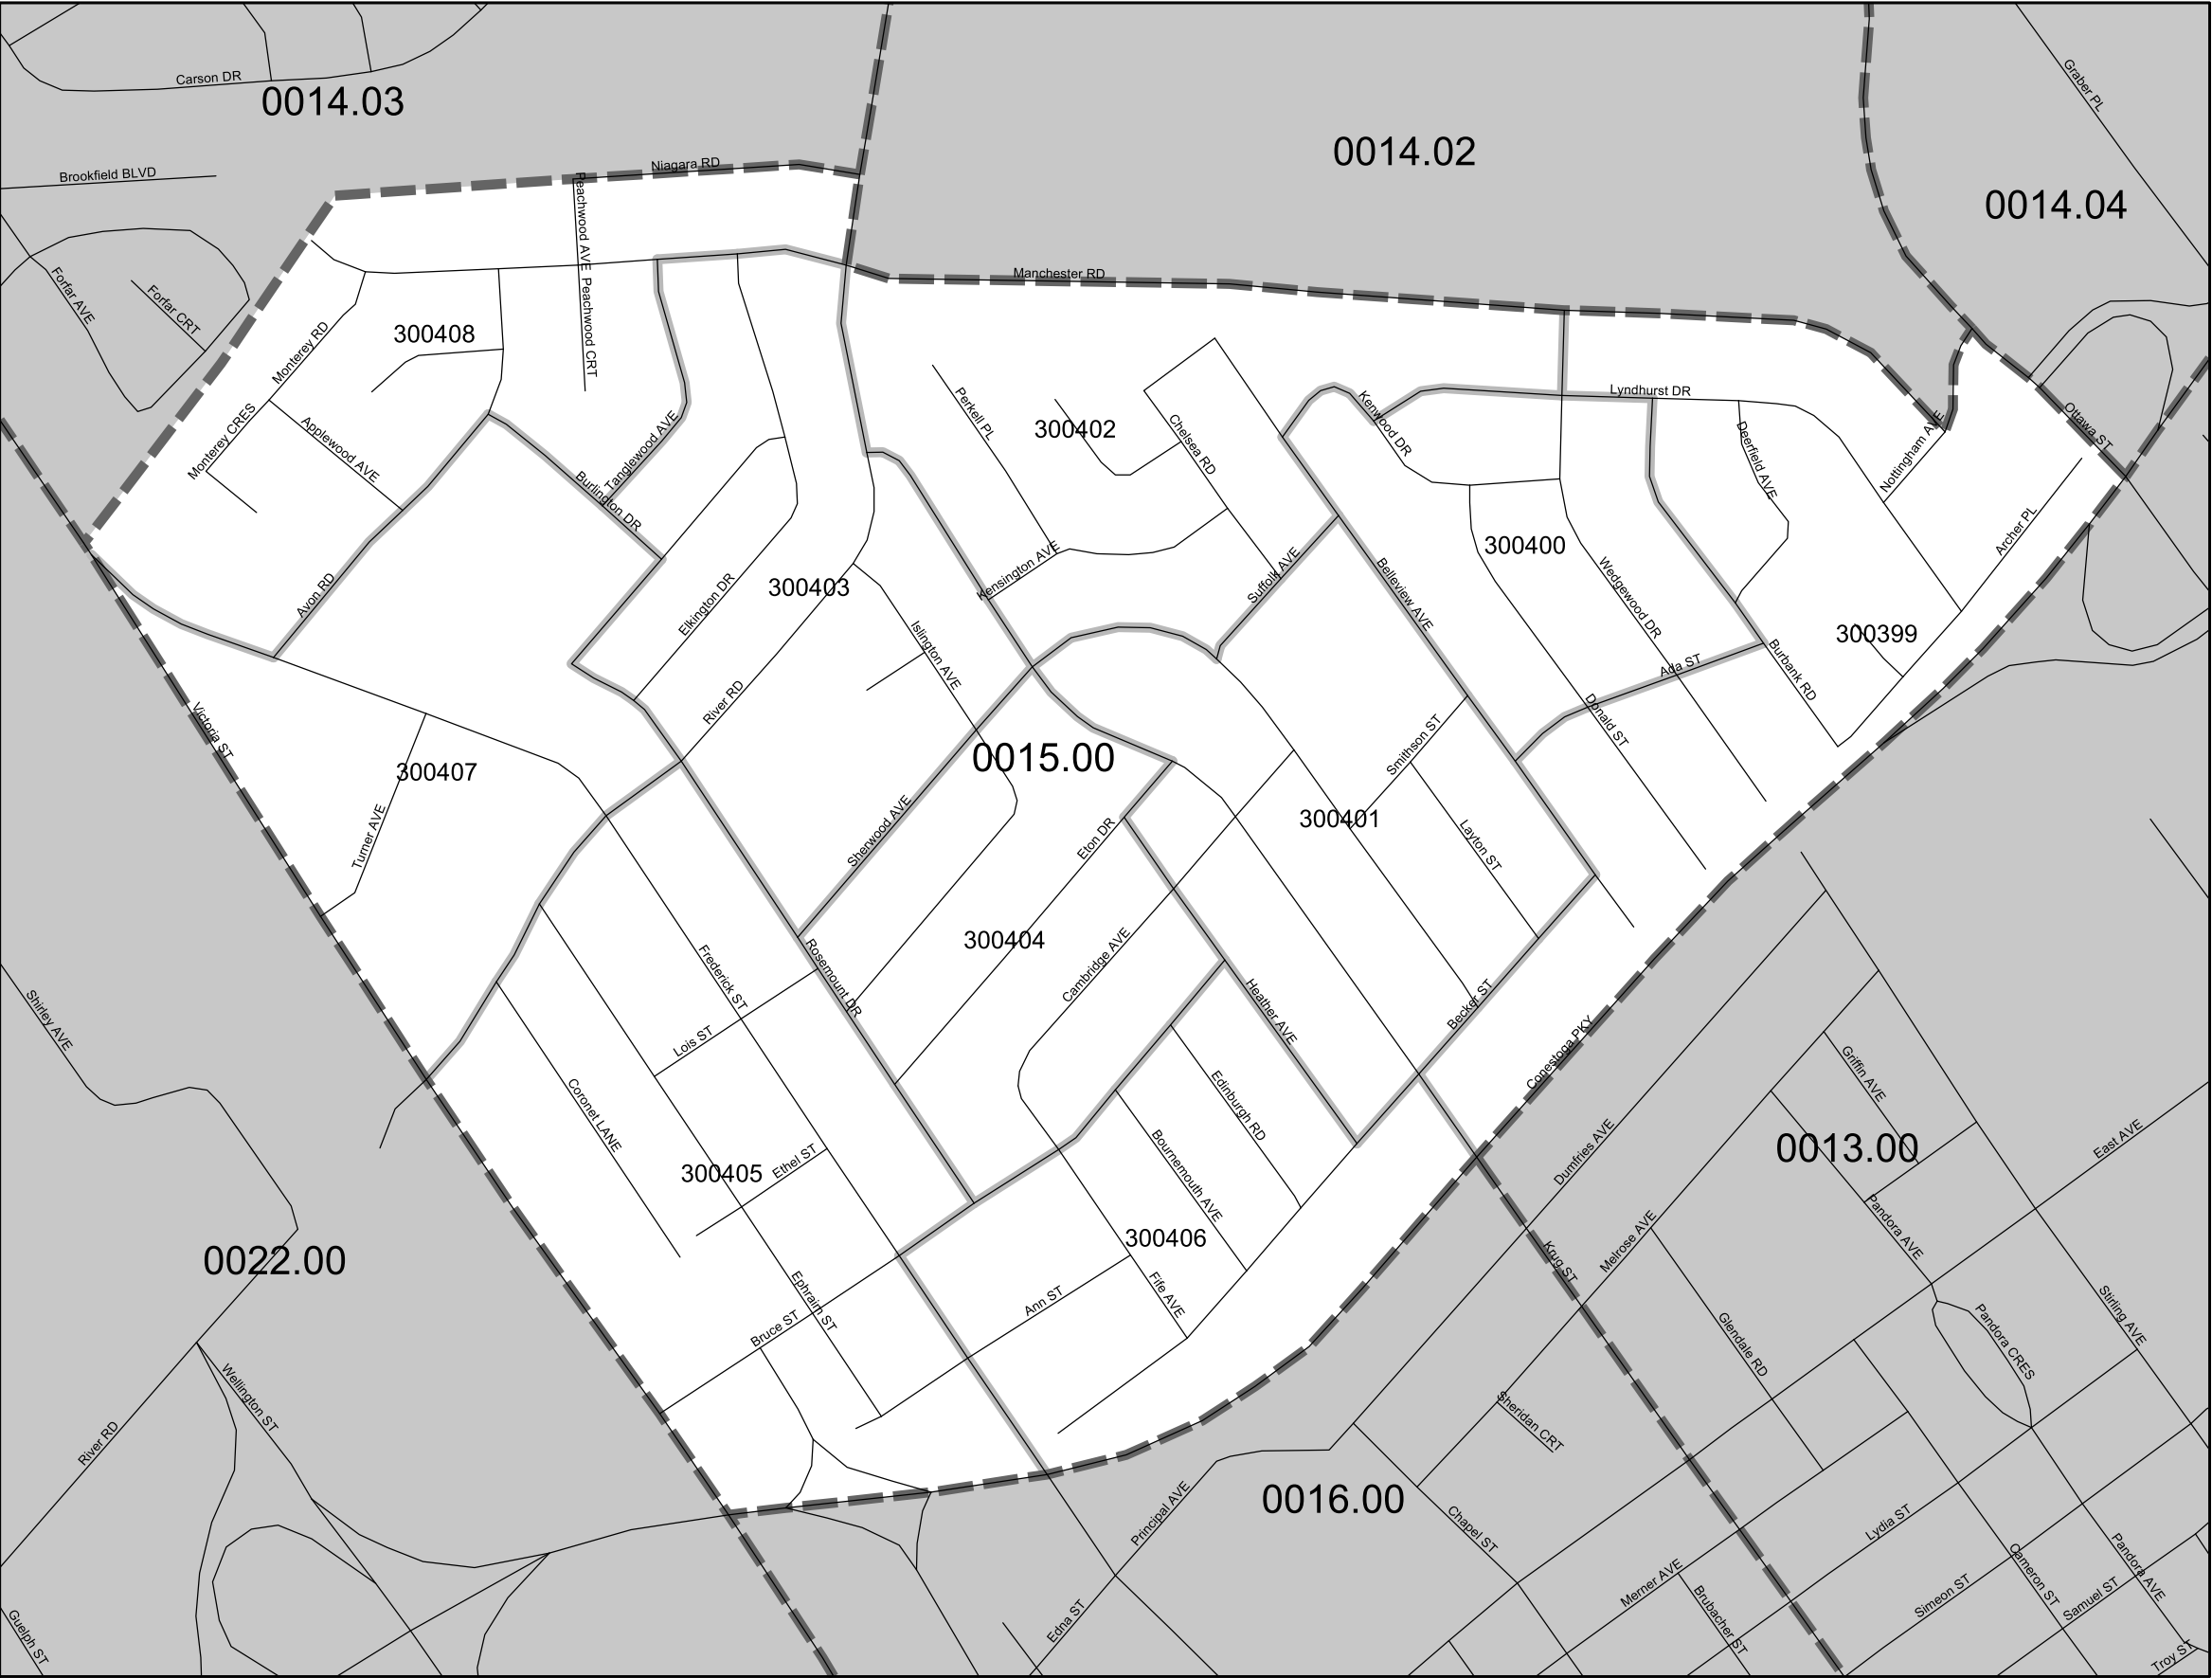 Carson DR
0014.03
Graber PL
0014.02
Niagara RD
Brookfield BLVD
0014.04
Peachwood AVE
Peachwood CRT
Manchester RD
Forfar AVE
Forfar CRT
Monterey RD
300408
Lyndhurst DR
Perkell PL
300402
Kenwood DR
Ottawa ST
Monterey CRES
Applewood AVE
Tanglewood AVE
Chelsea RD
Deerfield AVE
Nottingham AVE
Burlington DR
Archer PL
300400
Kensington AVE
Suffolk AVE
Belleview AVE
Avon RD
Elkington DR
300403
Wedgewood DR
300399
Islington AVE
Ada ST
Burbank RD
River RD
Victoria ST
Donald ST
0015.00
Smithson ST
300407
Turner AVE
Sherwood AVE
Eton DR
300401
Layton ST
300404
Cambridge AVE
Rosemount DR
Frederick ST
Heather AVE
Becker ST
Shirley AVE
Lois ST
Conestoga PKY
Griffin AVE
Coronet LANE
Edinburgh RD
0013.00
East AVE
Dumfries AVE
300405
Ethel ST
Bournemouth AVE
Pandora AVE
300406
Melrose AVE
0022.00
Krug ST
Ephraim ST
Ann ST
Fife AVE
Stirling AVE
Bruce ST
Glendale RD
Pandora CRES
Wellington ST
Sheridan CRT
River RD
0016.00
Principal AVE
Chapel ST
Lydia ST
Merner AVE
Cameron ST
Pandora AVE
Simeon ST
Samuel ST
Brubacher ST
Edna ST
Guelph ST
Troy ST